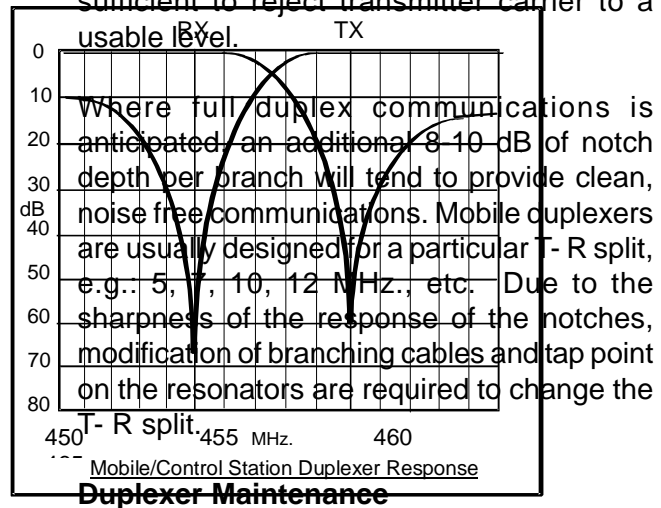 sufficient to reject transmitter carrier to a
usable level.
RX TX
0
10
20
30
dB
40
50
60
70
80
Where full duplex communications is
anticipated, an additional 8-10 dB of notch
depth per branch will tend to provide clean,
noise free communications. Mobile duplexers
are usually designed for a particular T- R split,
e.g.: 5, 7, 10, 12 MHz., etc. Due to the
sharpness of the response of the notches,
modification of branching cables and tap point
on the resonators are required to change the
T- R split.
450 455 MHz. 460
Mobile/Control Station Duplexer Response
Duplexer Maintenance